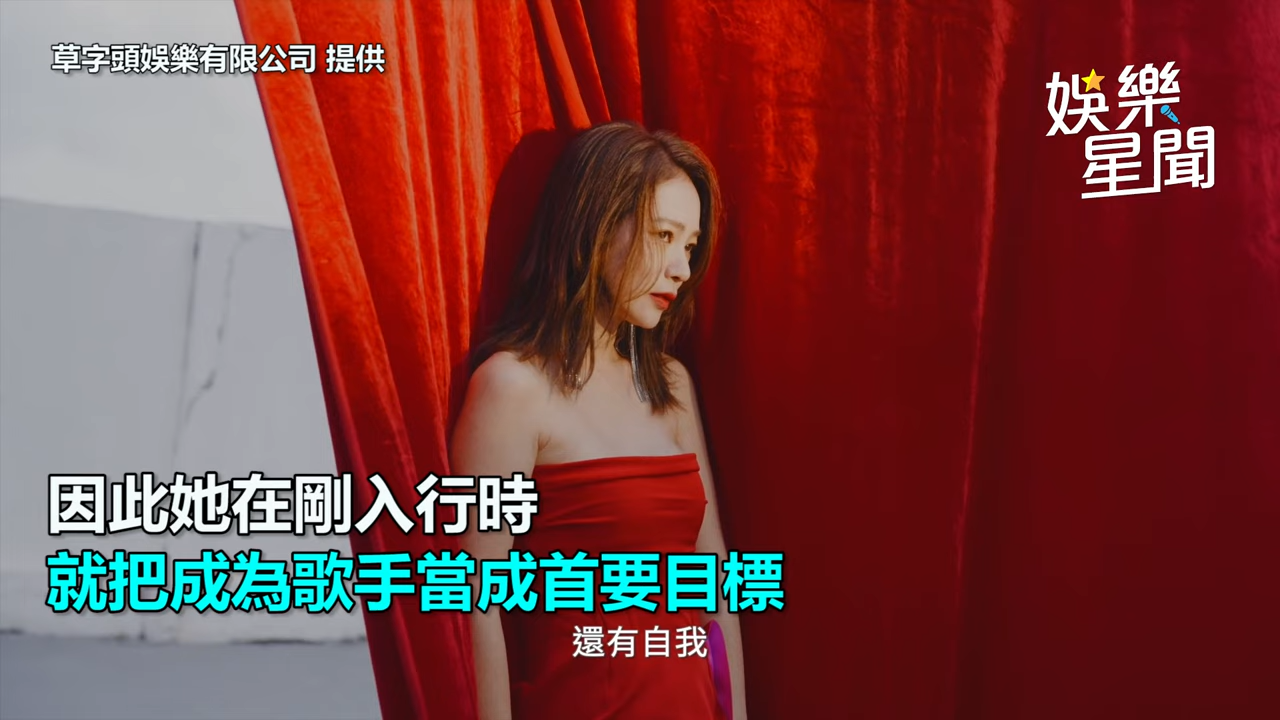 草字頭娛樂有限公司 提供
娛樂
星聞
因此她在剛入行時
就把成為歌手當成首要目標
還有自我